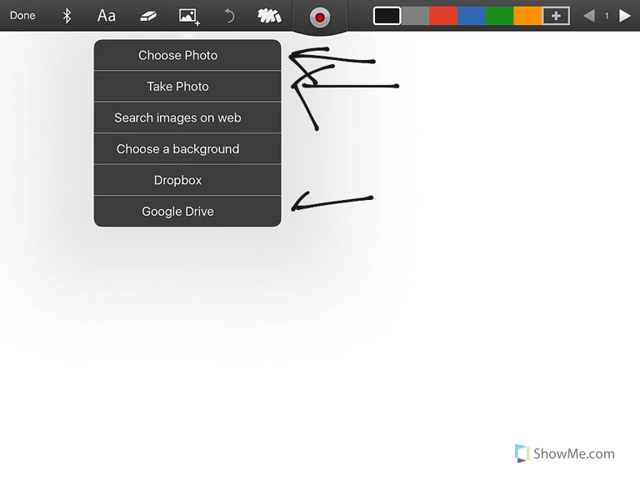 Done Aa 1
Choose Photo
Take Photo
Search images on web
Choose a background
Dropbox
Google Drive
ShowMe.com